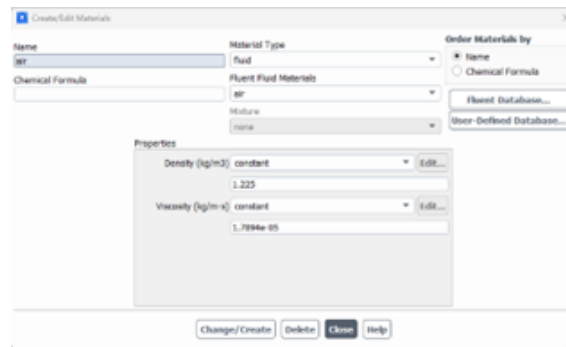 Create/Edit Materials
Name
air
Chemical Formula
Material Type
fluid
Fluent Fluid Materials
air
Mixture
none
Order Materials by
Name
Chemical Formula
Fluent Database...
User-Defined Database...
Properties
Density (kg/m3) constant Edit...
1.225
Viscosity (kg/m-s) constant Edit...
1.7894e-05
Change/Create Delete Close Help